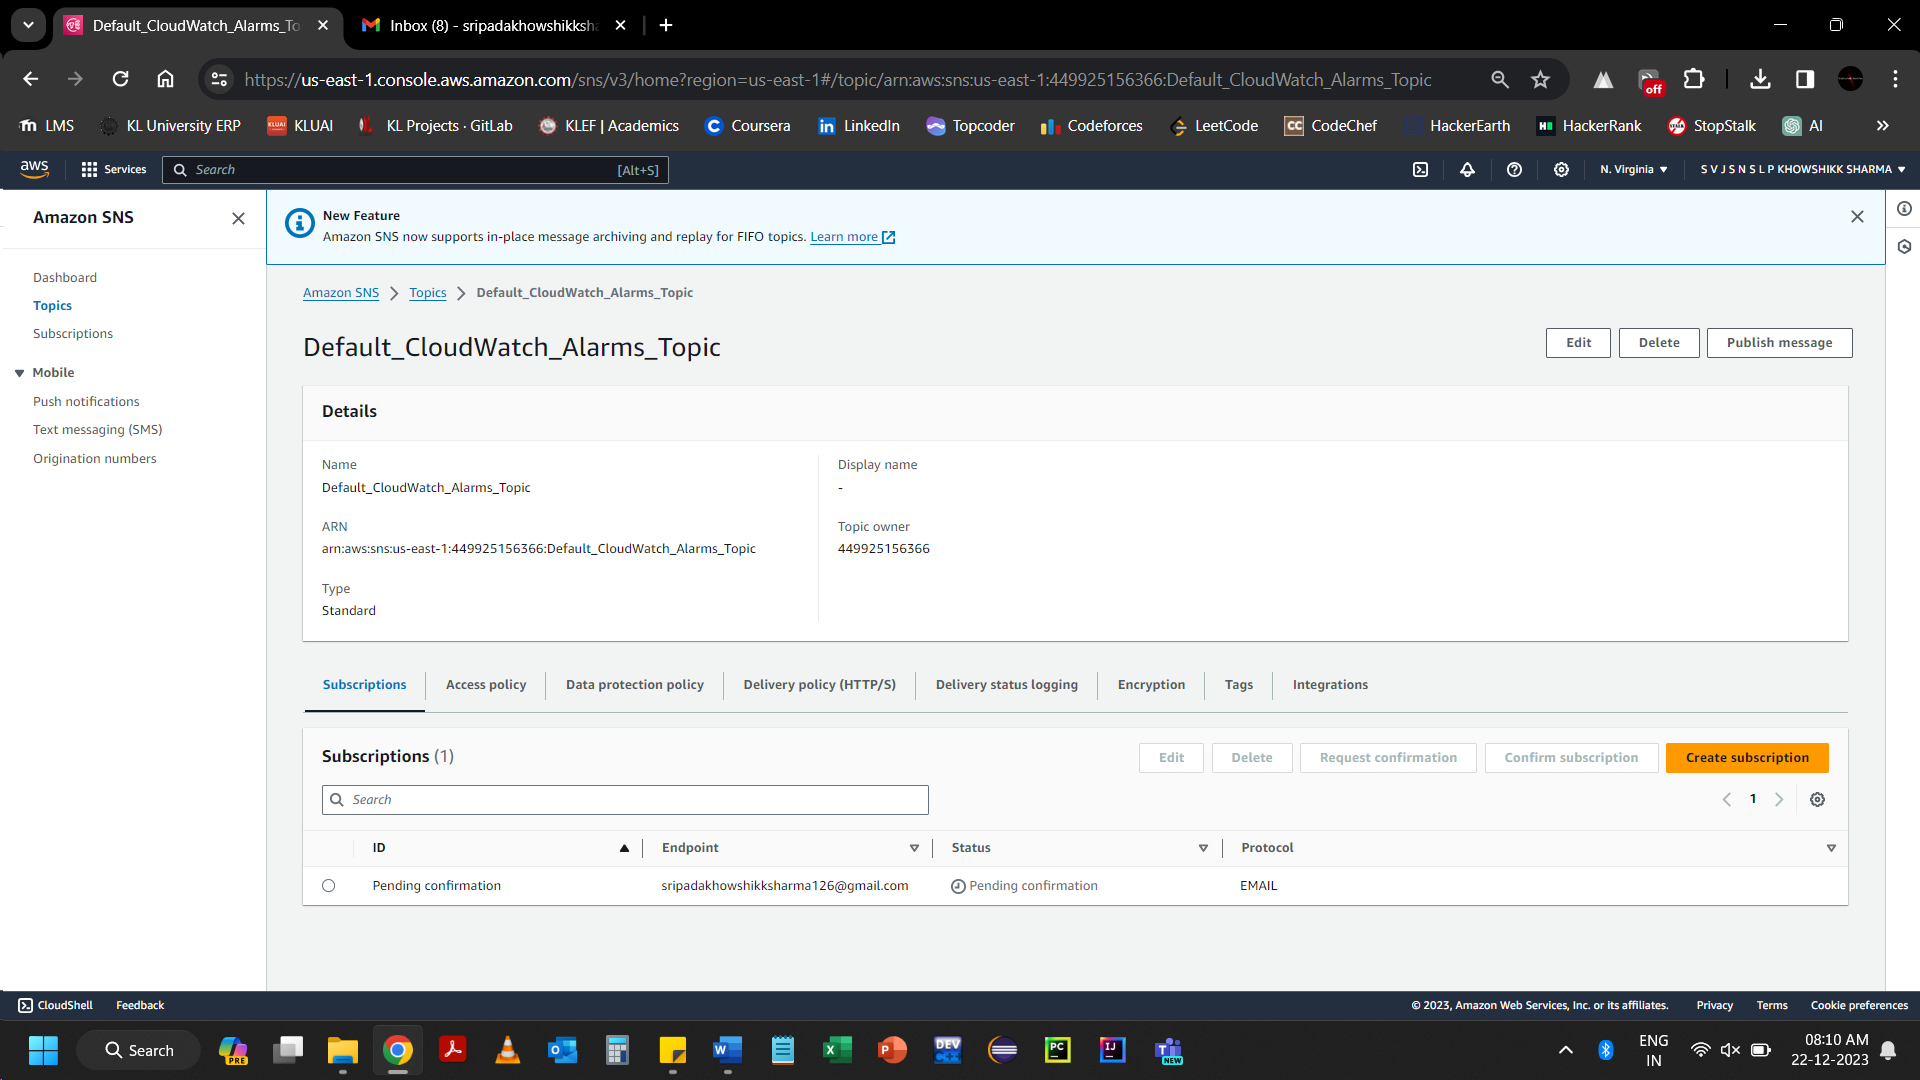 Default_CloudWatch_Alarms_To
Inbox (8) - sripadakhowshikksha
https://us-east-1.console.aws.amazon.com/sns/v3/home?region=us-east-1#/topic/arn:aws:sns:us-east-1:449925156366:Default_CloudWatch_Alarms_Topic
off
LMS KL University ERP KLUAI KL Projects · GitLab KLEF | Academics Coursera LinkedIn Topcoder Codeforces LeetCode CodeChef HackerEarth HackerRank StopStalk AI
aws Services Search [Alt+S] N. Virginia S V J S N S L P KHOWSHIKK SHARMA
Amazon SNS
Dashboard
Topics
Subscriptions
Mobile
Push notifications
Text messaging (SMS)
Origination numbers
New Feature
Amazon SNS now supports in-place message archiving and replay for FIFO topics. Learn more
Amazon SNS Topics Default_CloudWatch_Alarms_Topic
Default_CloudWatch_Alarms_Topic
Edit Delete Publish message
Details
Name
Default_CloudWatch_Alarms_Topic
ARN
arn:aws:sns:us-east-1:449925156366:Default_CloudWatch_Alarms_Topic
Type
Standard
Display name
-
Topic owner
449925156366
Subscriptions Access policy Data protection policy Delivery policy (HTTP/S) Delivery status logging Encryption Tags Integrations
Subscriptions (1)
Edit Delete Request confirmation Confirm subscription Create subscription
Search
1
ID Endpoint Status Protocol
Pending confirmation sripadakhowshikksharma126@gmail.com Pending confirmation EMAIL
CloudShell Feedback © 2023, Amazon Web Services, Inc. or its affiliates. Privacy Terms Cookie preferences
Search
PRE
DEV
C++
PC
IJ
NEW
ENG
IN
08:10 AM
22-12-2023